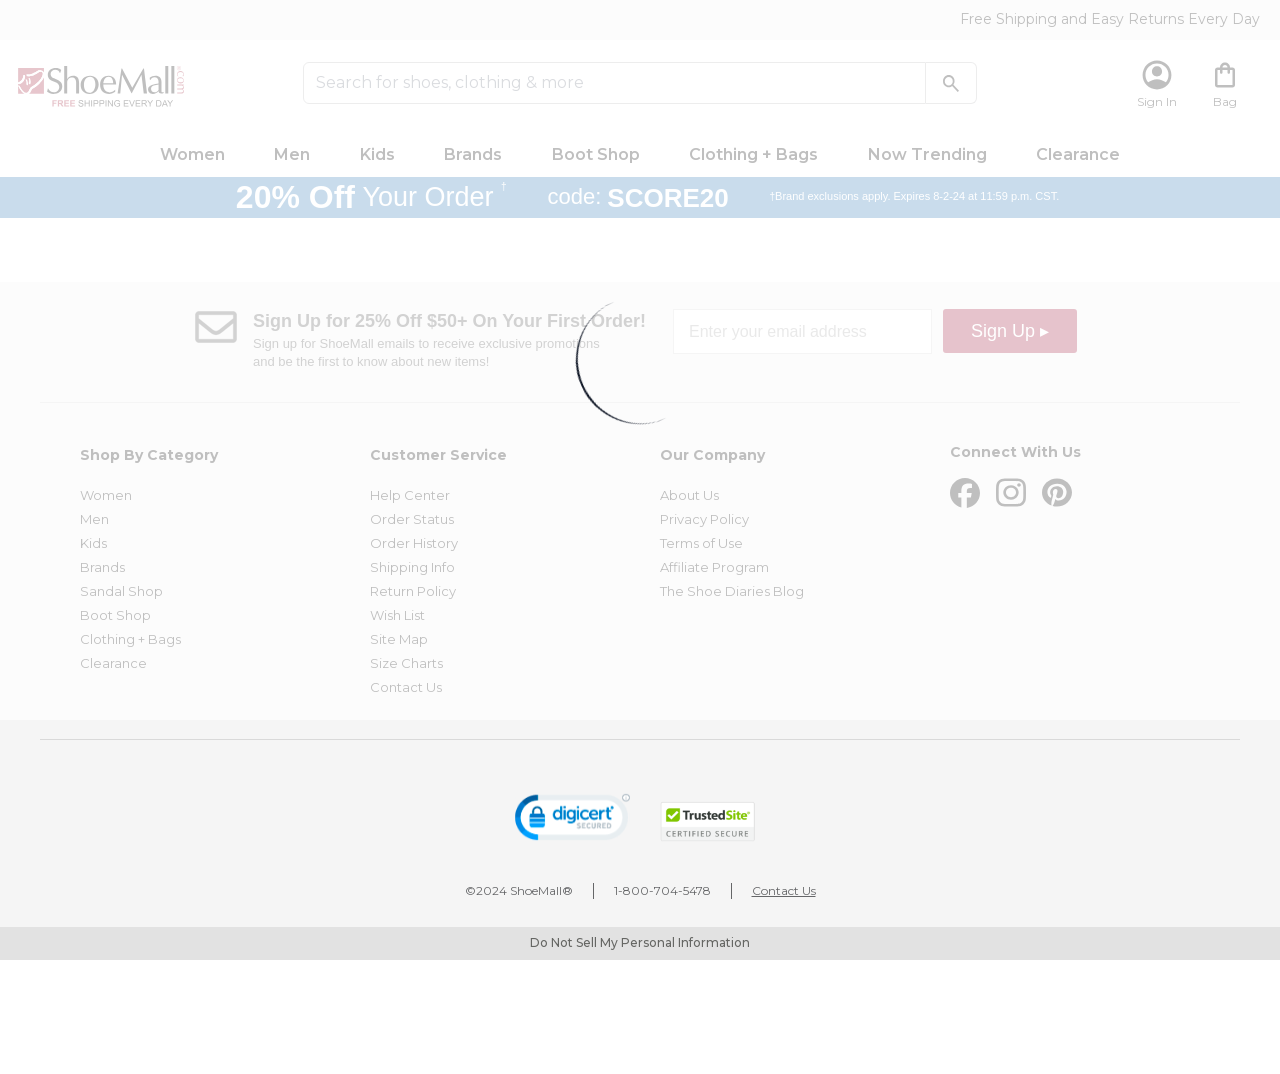 Free Shipping and Easy Returns Every Day
ShoeMall.com
FREE SHIPPING EVERY DAY
Search for shoes, clothing & more
Sign In
Bag
Women Men Kids Brands Boot Shop Clothing + Bags Now Trending Clearance
20% Off Your Order † code: SCORE20 †Brand exclusions apply. Expires 8-2-24 at 11:59 p.m. CST.
Sign Up for 25% Off $50+ On Your First Order!
Sign up for ShoeMall emails to receive exclusive promotions
and be the first to know about new items!
Enter your email address
Sign Up ▸
Shop By Category
Women
Men
Kids
Brands
Sandal Shop
Boot Shop
Clothing + Bags
Clearance
Customer Service
Help Center
Order Status
Order History
Shipping Info
Return Policy
Wish List
Site Map
Size Charts
Contact Us
Our Company
About Us
Privacy Policy
Terms of Use
Affiliate Program
The Shoe Diaries Blog
Connect With Us
digicert
SECURED
TrustedSite
CERTIFIED SECURE
©2024 ShoeMall®
1-800-704-5478
Contact Us
Do Not Sell My Personal Information